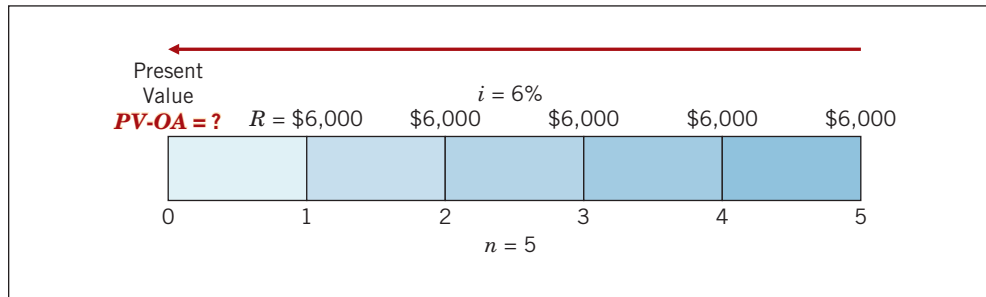 Present
Value
PV-OA = ?
i = 6%
R = $6,000 $6,000 $6,000 $6,000 $6,000
0 1 2 3 4 5
n = 5